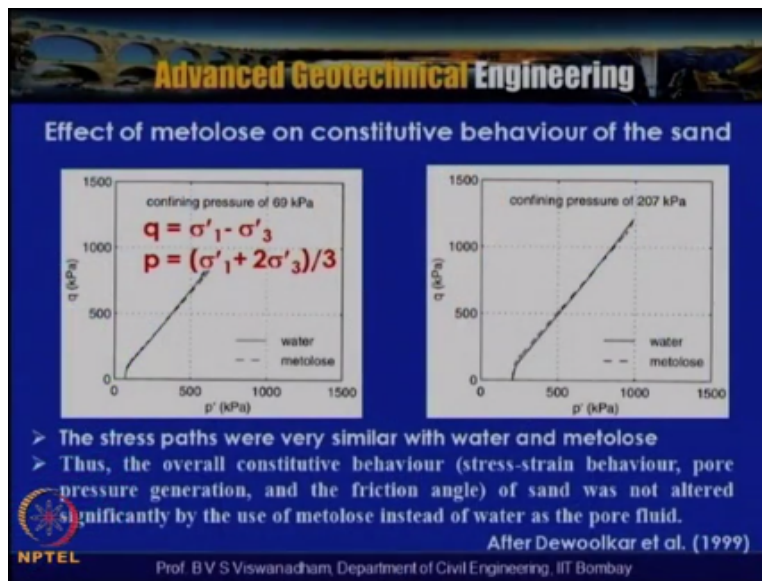 Advanced Geotechnical Engineering
Effect of metolose on constitutive behaviour of the sand
1500
confining pressure of 69 kPa
q = σ'1- σ'3
p = (σ'1+ 2σ'3)/3
1000
q (kPa)
500
water
metolose
0
0 500 1000 1500
p' (kPa)
1500
confining pressure of 207 kPa
1000
q (kPa)
500
water
metolose
0
0 500 1000 1500
p' (kPa)
➤ The stress paths were very similar with water and metolose
➤ Thus, the overall constitutive behaviour (stress-strain behaviour, pore
pressure generation, and the friction angle) of sand was not altered
significantly by the use of metolose instead of water as the pore fluid.
After Dewoolkar et al. (1999)
NPTEL
Prof. B V S Viswanadham, Department of Civil Engineering, IIT Bombay